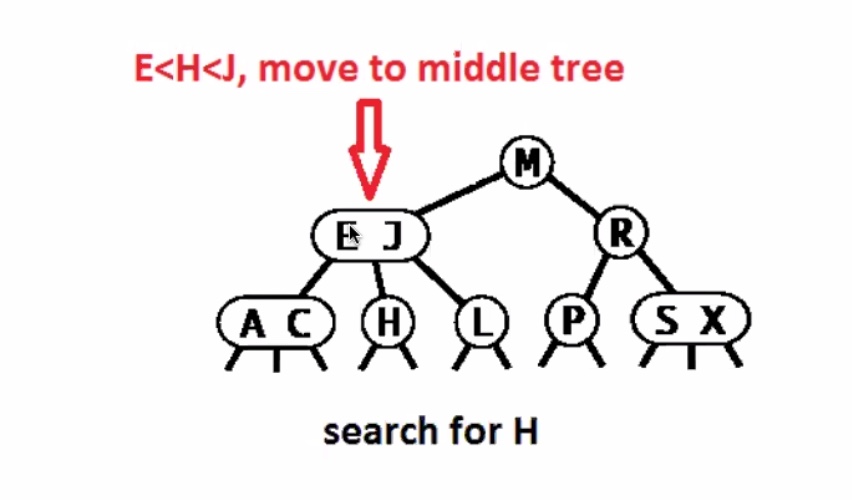 E<H<J, move to middle tree
M
E J
R
A C
H
L
P
S X
search for H